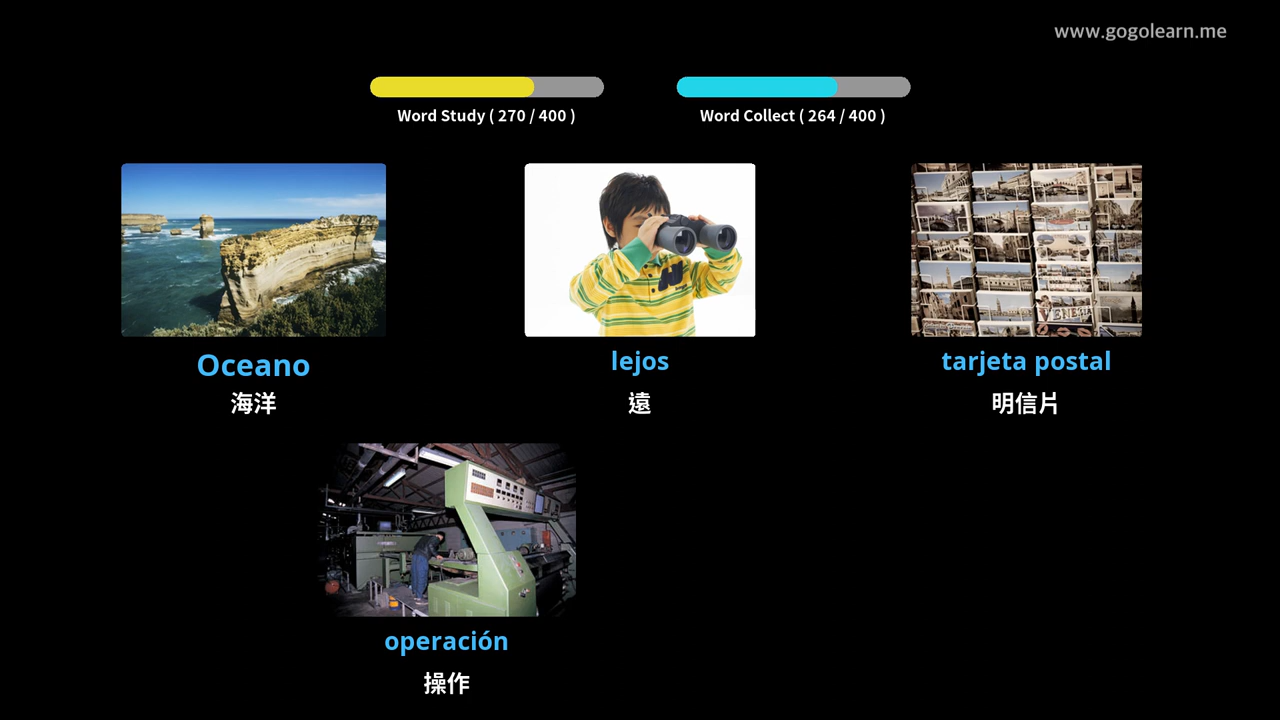 www.gogolearn.me
Word Study ( 270 / 400 )
Word Collect ( 264 / 400 )
VENEZIA
Oceano
海洋
lejos
遠
tarjeta postal
明信片
operación
操作